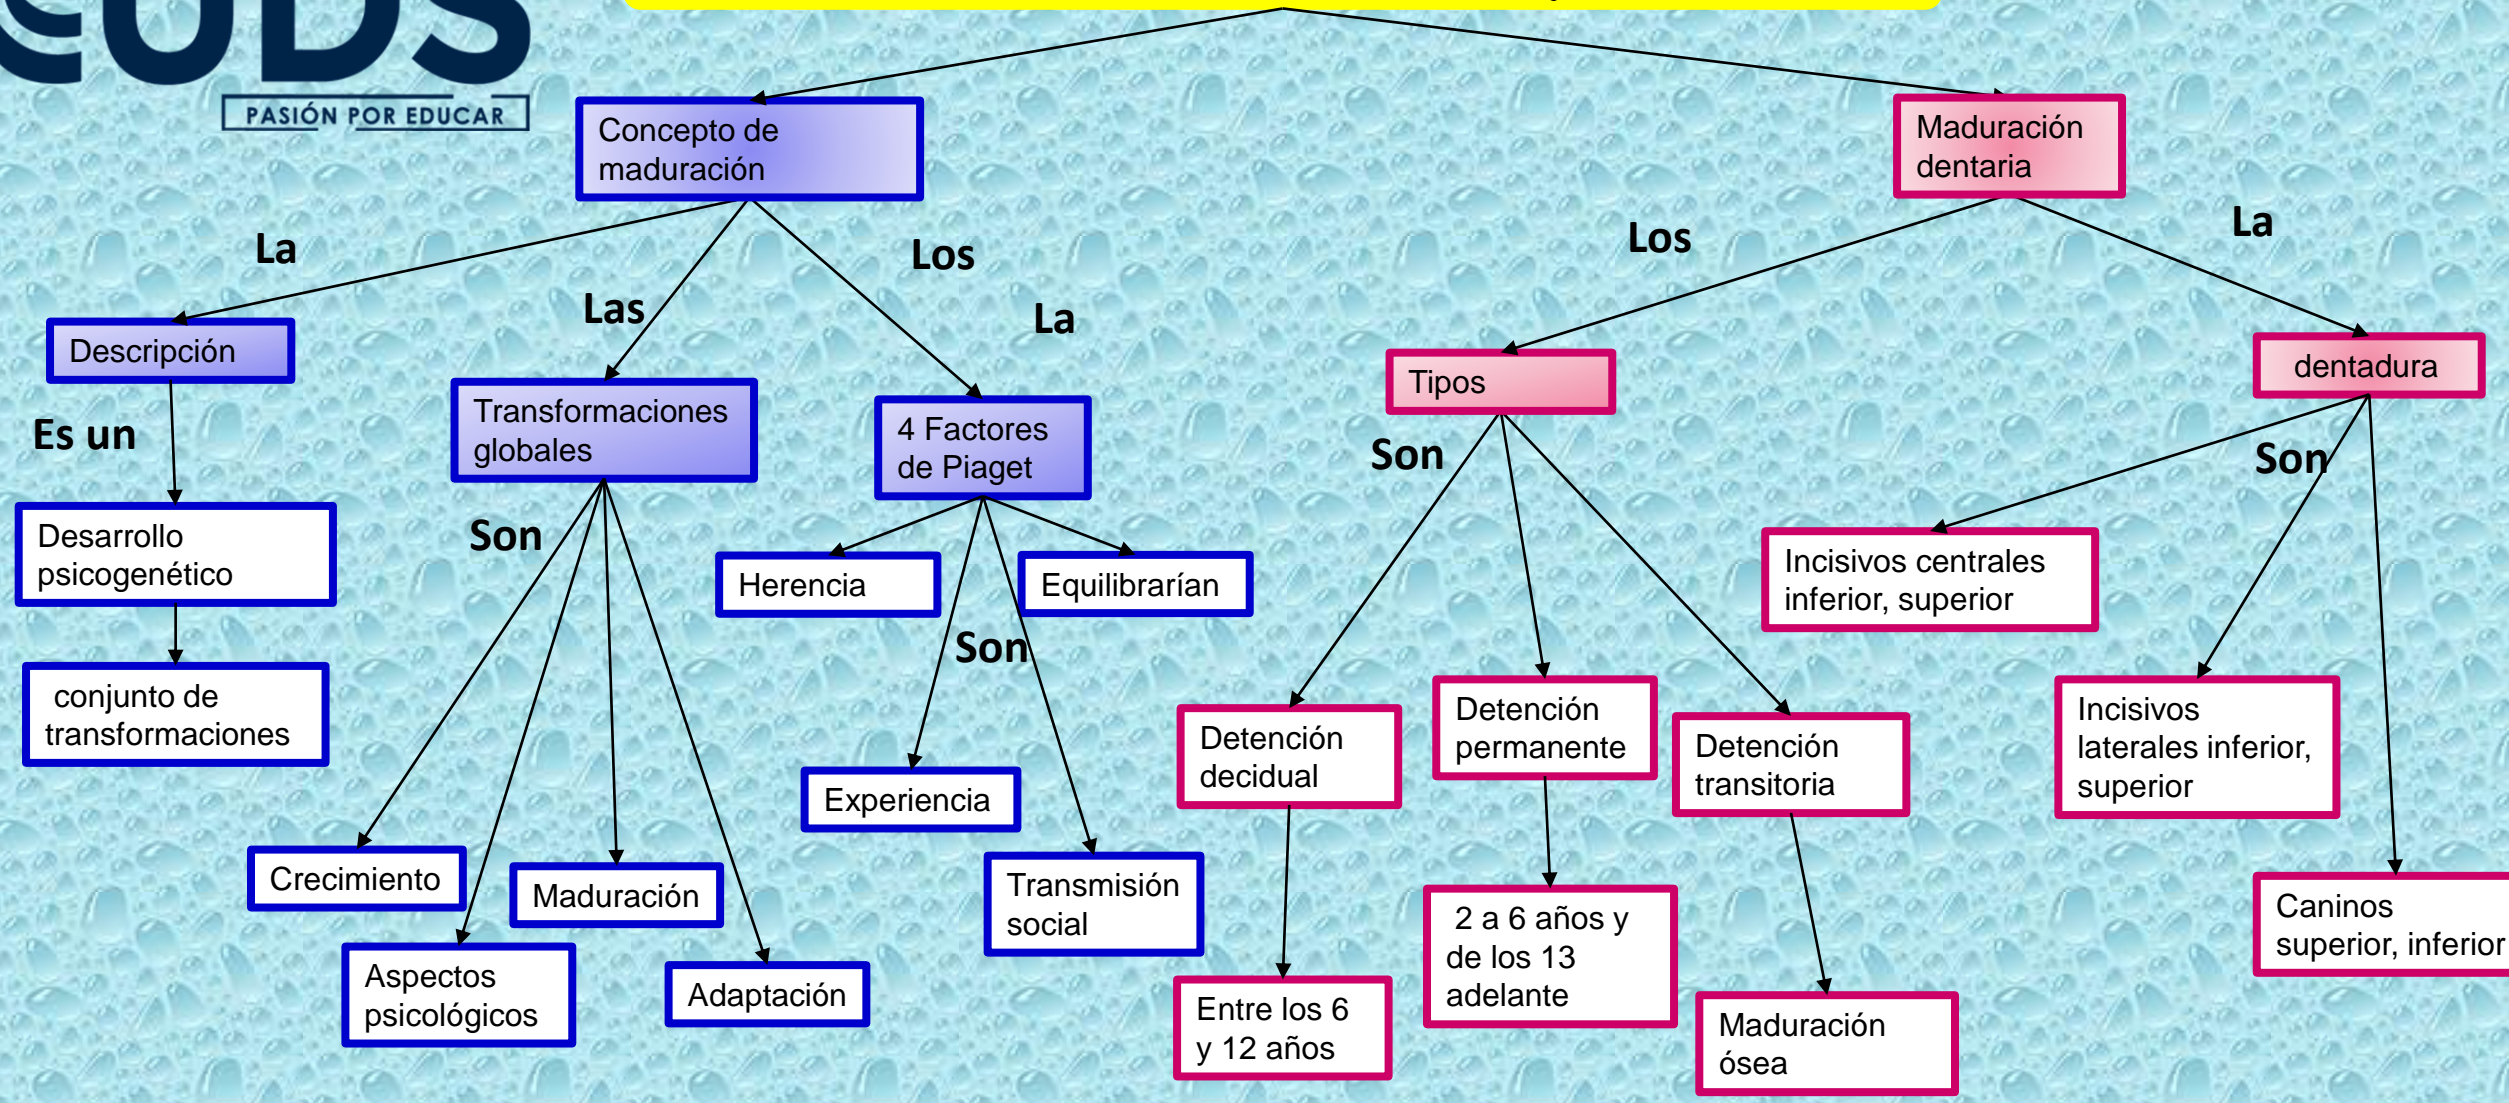 PASIÓN POR EDUCAR
Concepto de
maduración
Maduración
dentaria
La
Las
Los
La
Los
La
Descripción
Transformaciones
globales
4 Factores
de Piaget
Tipos
dentadura
Es un
Son
Son
Son
Son
Desarrollo
psicogenético
conjunto de
transformaciones
Herencia
Equilibrarían
Experiencia
Transmisión
social
Crecimiento
Maduración
Aspectos
psicológicos
Adaptación
Detención
decidual
Detención
permanente
Detención
transitoria
Entre los 6
y 12 años
2 a 6 años y
de los 13
adelante
Maduración
ósea
Incisivos centrales
inferior, superior
Incisivos
laterales inferior,
superior
Caninos
superior, inferior